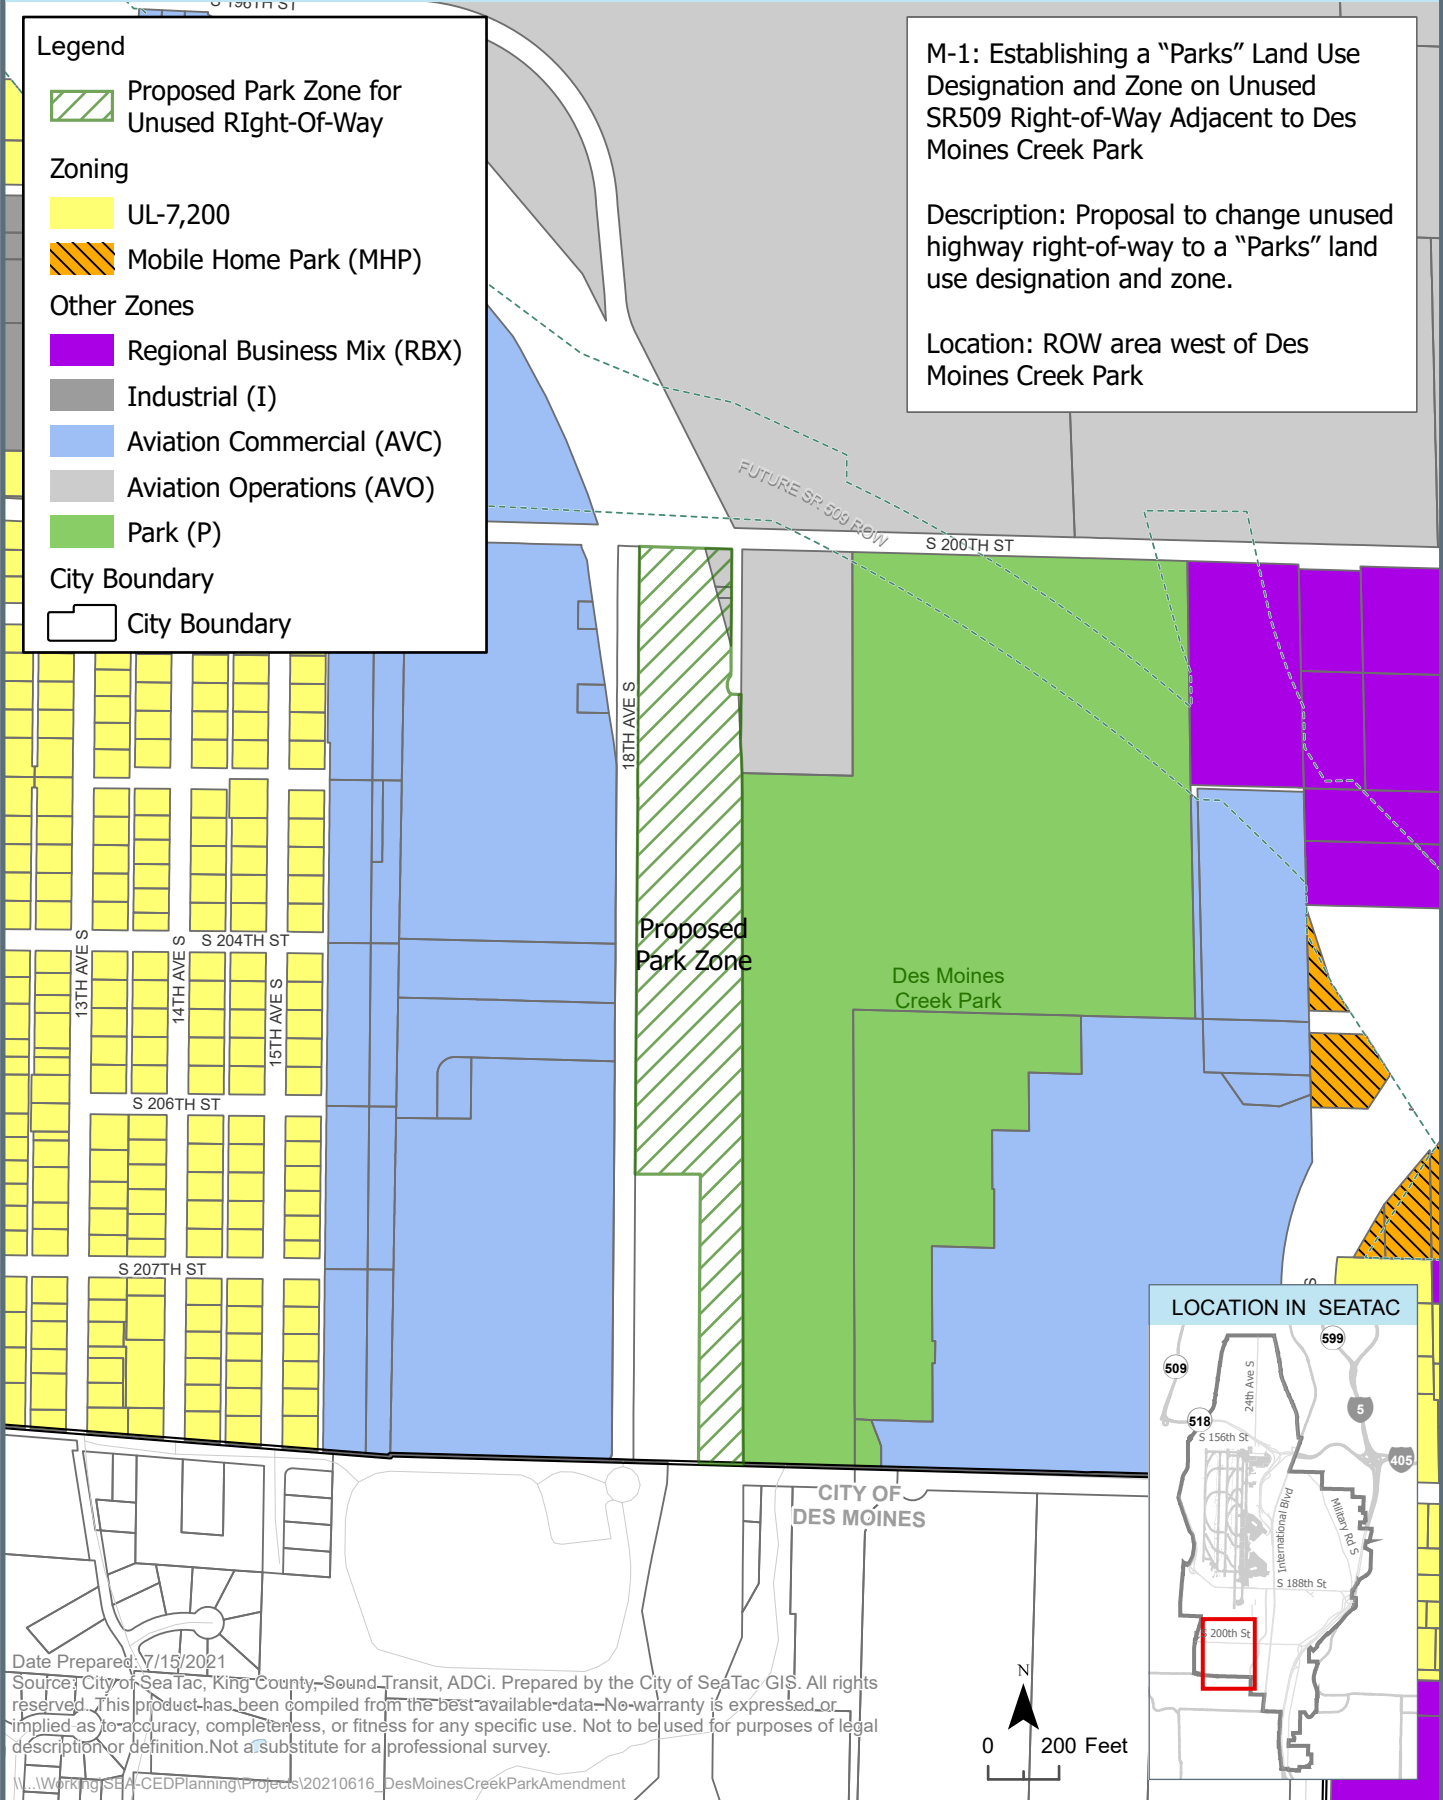 S 196TH ST
Legend
Proposed Park Zone for
Unused RIght-Of-Way
Zoning
UL-7,200
Mobile Home Park (MHP)
Other Zones
Regional Business Mix (RBX)
Industrial (I)
Aviation Commercial (AVC)
Aviation Operations (AVO)
Park (P)
City Boundary
City Boundary
M-1: Establishing a “Parks” Land Use
Designation and Zone on Unused
SR509 Right-of-Way Adjacent to Des
Moines Creek Park
Description: Proposal to change unused
highway right-of-way to a “Parks” land
use designation and zone.
Location: ROW area west of Des
Moines Creek Park
FUTURE SR 509 ROW
S 200TH ST
18TH AVE S
Proposed
Park Zone
Des Moines
Creek Park
13TH AVE S
14TH AVE S
S 204TH ST
15TH AVE S
S 206TH ST
S 207TH ST
S
CITY OF
DES MOINES
LOCATION IN SEATAC
599
509
24th Ave S
5
518
S 156th St
405
International Blvd
Military Rd S
S 188th St
S 200th St
Date Prepared: 7/15/2021
Source: City of SeaTac, King County, Sound Transit, ADCi. Prepared by the City of SeaTac GIS. All rights
reserved. This product has been compiled from the best available data. No warranty is expressed or
implied as to accuracy, completeness, or fitness for any specific use. Not to be used for purposes of legal
description or definition.Not a substitute for a professional survey.
\\...\Working\SEA-CEDPlanning\Projects\20210616_DesMoinesCreekParkAmendment
N
0 200 Feet